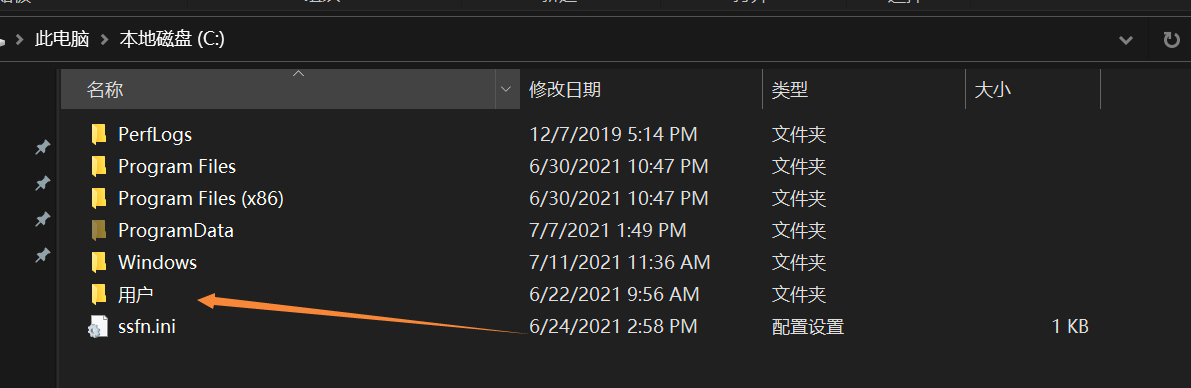 此电脑 本地磁盘 (C:)
名称 修改日期 类型 大小
PerfLogs 12/7/2019 5:14 PM 文件夹
Program Files 6/30/2021 10:47 PM 文件夹
Program Files (x86) 6/30/2021 10:47 PM 文件夹
ProgramData 7/7/2021 1:49 PM 文件夹
Windows 7/11/2021 11:36 AM 文件夹
用户 6/22/2021 9:56 AM 文件夹
ssfn.ini 6/24/2021 2:58 PM 配置设置 1 KB